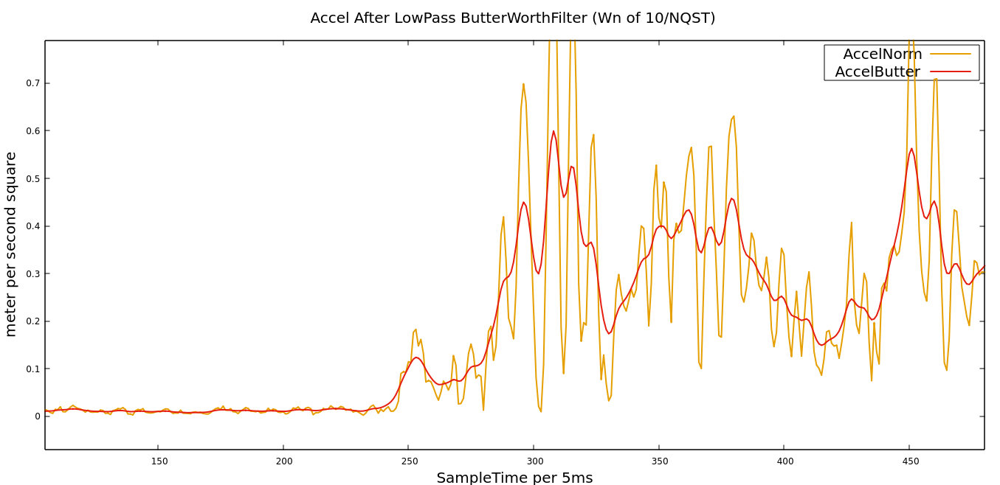 Accel After LowPass ButterWorthFilter (Wn of 10/NQST)
AccelNorm
AccelButter
0.7
0.6
0.5
0.4
0.3
0.2
0.1
0
meter per second square
150 200 250 300 350 400 450
SampleTime per 5ms